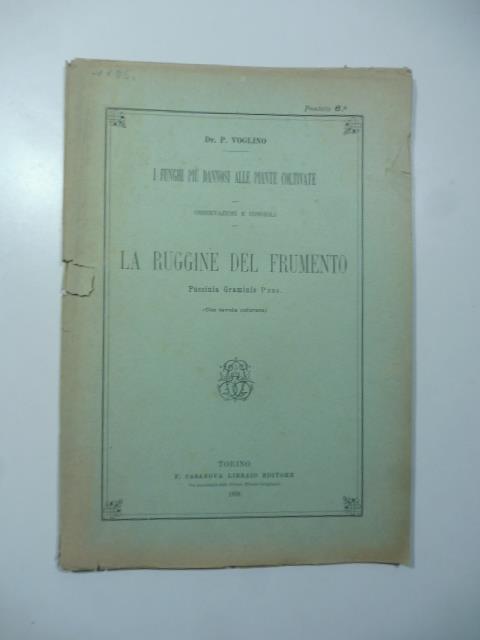 Fascicolo 6.º
Dr. P. VOGLINO
I FUNGHI PIÙ DANNOSI ALLE PIANTE COLTIVATE
OSSERVAZIONI E CONSIGLI
LA RUGGINE DEL FRUMENTO
Puccinia Graminis Pers.
(Con tavola colorata)
TORINO
F. CASANOVA LIBRAIO EDITORE